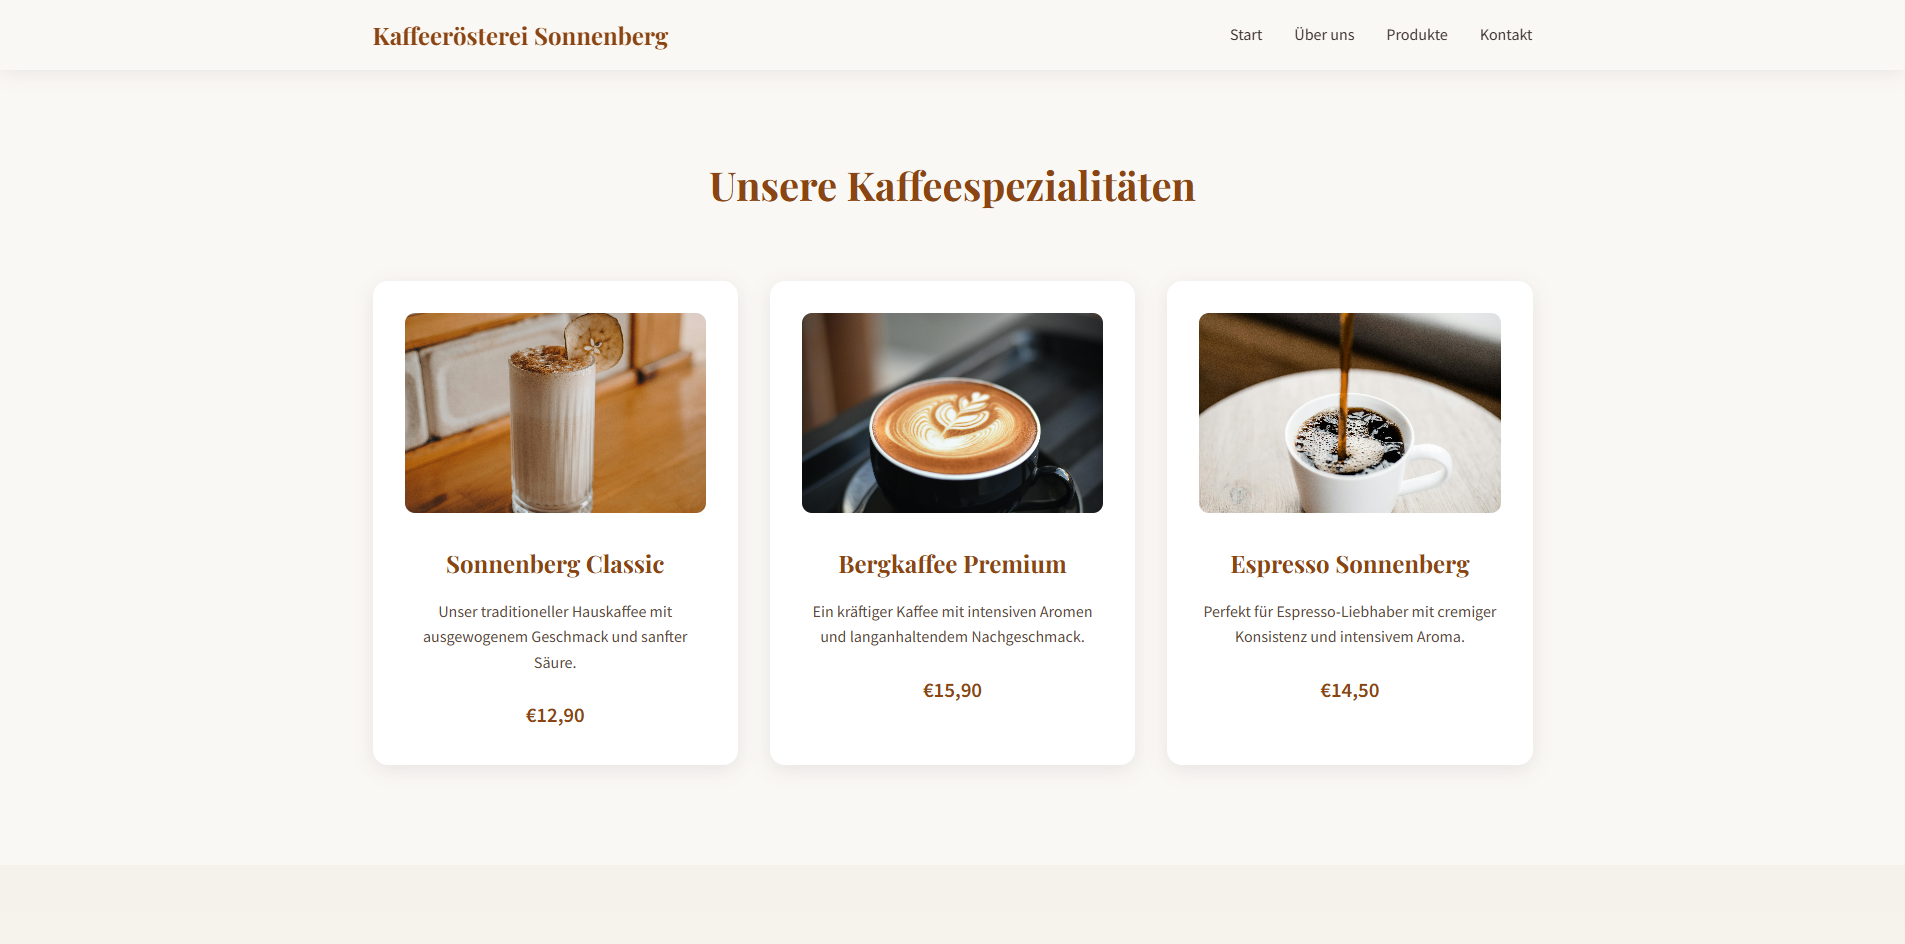 Kaffeerösterei Sonnenberg
Start Über uns Produkte Kontakt
Unsere Kaffeespezialitäten
Sonnenberg Classic
Unser traditioneller Hauskaffee mit
ausgewogenem Geschmack und sanfter
Säure.
€12,90
Bergkaffee Premium
Ein kräftiger Kaffee mit intensiven Aromen
und langanhaltendem Nachgeschmack.
€15,90
Espresso Sonnenberg
Perfekt für Espresso-Liebhaber mit cremiger
Konsistenz und intensivem Aroma.
€14,50